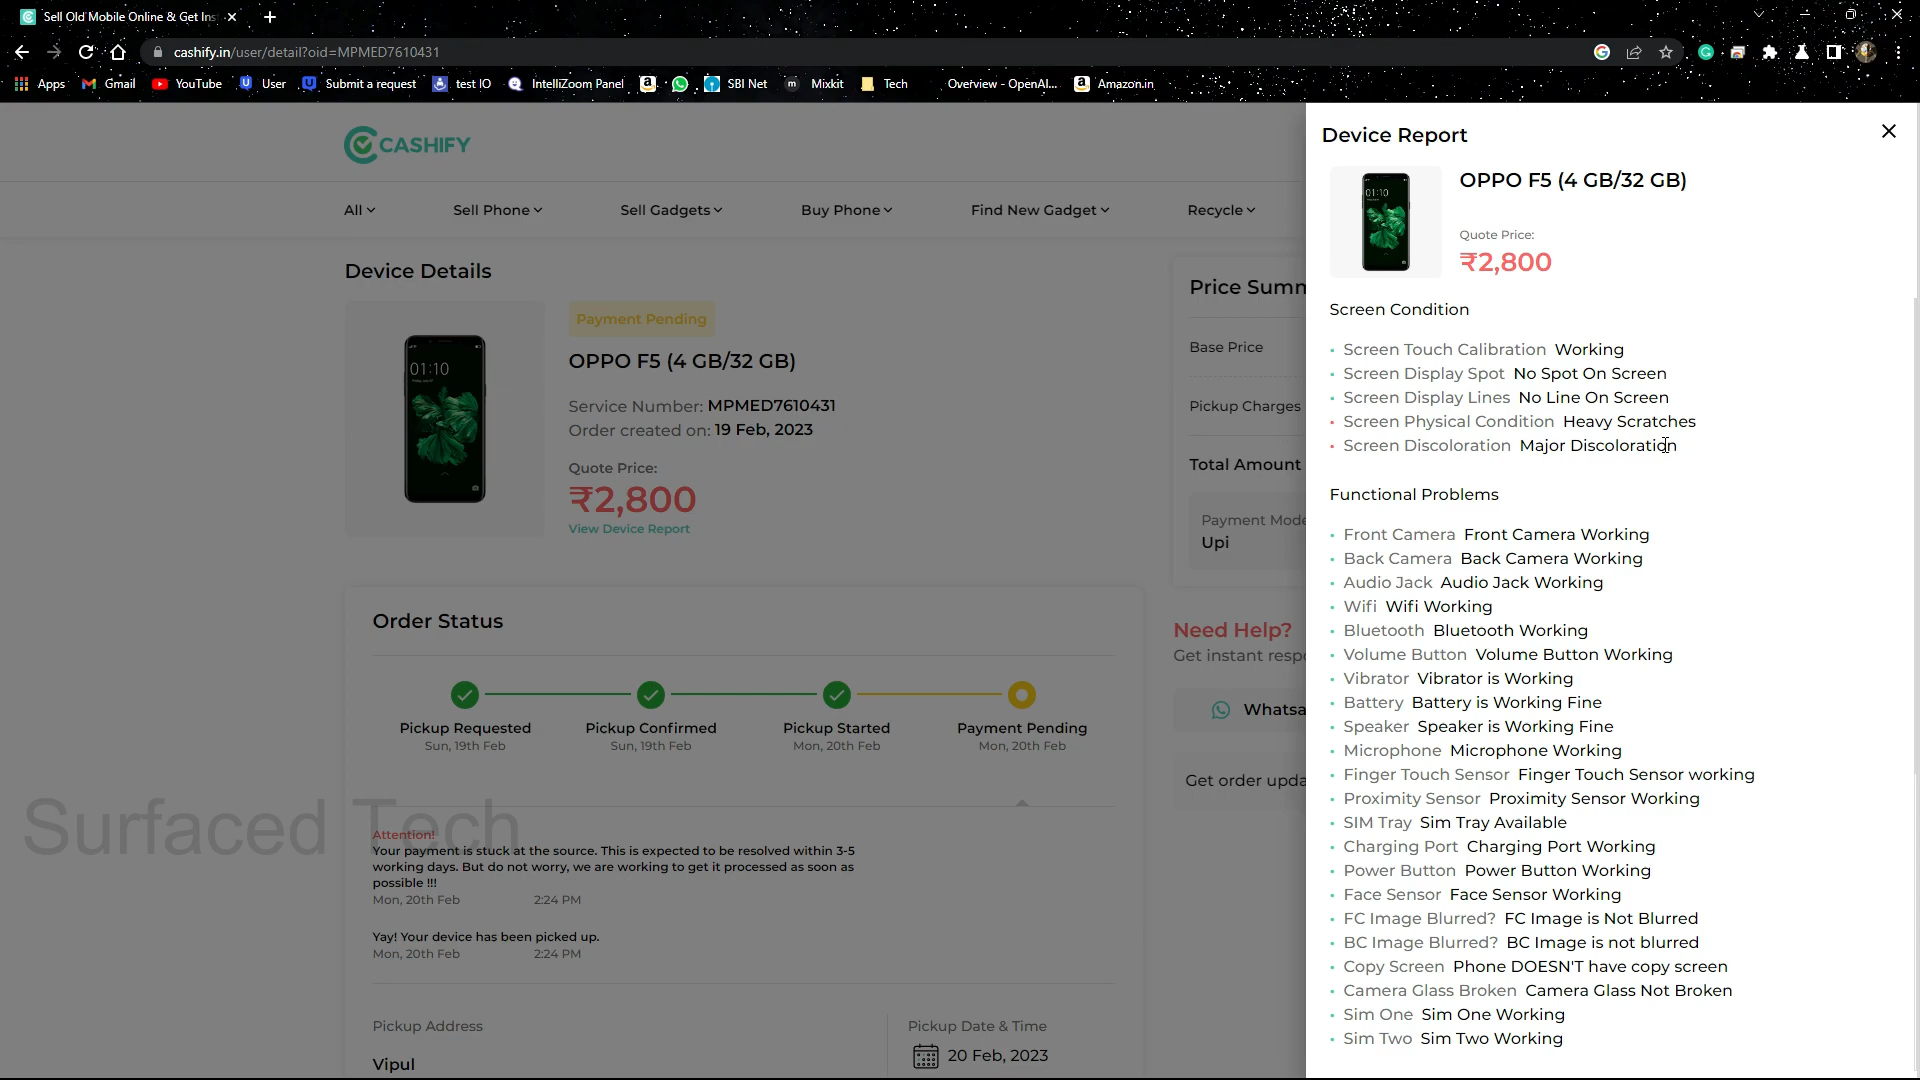 Sell Old Mobile Online & Get Ins
cashify.in/user/detail?oid=MPMED7610431
Apps
Gmail
YouTube
User
Submit a request
test IO
IntelliZoom Panel
SBI Net
Mixkit
Tech
Overview - OpenAI...
Amazon.in
CASHIFY
All
Sell Phone
Sell Gadgets
Buy Phone
Find New Gadget
Recycle
Device Details
01:10
Payment Pending
OPPO F5 (4 GB/32 GB)
Service Number: MPMED7610431
Order created on: 19 Feb, 2023
Quote Price:
₹2,800
View Device Report
Order Status
Pickup Requested
Sun, 19th Feb
Pickup Confirmed
Sun, 19th Feb
Pickup Started
Mon, 20th Feb
Payment Pending
Mon, 20th Feb
Surfaced Tech
Attention!
Your payment is stuck at the source. This is expected to be resolved within 3-5
working days. But do not worry, we are working to get it processed as soon as
possible !!!
Mon, 20th Feb 2:24 PM
Yay! Your device has been picked up.
Mon, 20th Feb 2:24 PM
Pickup Address
Vipul
Pickup Date & Time
20 Feb, 2023
Price Summ
Base Price
Pickup Charges
Total Amount
Payment Mode
Upi
Need Help?
Get instant resp
Whatsa
Get order upda
Device Report
01:10
OPPO F5 (4 GB/32 GB)
Quote Price:
₹2,800
Screen Condition
Screen Touch Calibration Working
Screen Display Spot No Spot On Screen
Screen Display Lines No Line On Screen
Screen Physical Condition Heavy Scratches
Screen Discoloration Major Discoloration
Functional Problems
Front Camera Front Camera Working
Back Camera Back Camera Working
Audio Jack Audio Jack Working
Wifi Wifi Working
Bluetooth Bluetooth Working
Volume Button Volume Button Working
Vibrator Vibrator is Working
Battery Battery is Working Fine
Speaker Speaker is Working Fine
Microphone Microphone Working
Finger Touch Sensor Finger Touch Sensor working
Proximity Sensor Proximity Sensor Working
SIM Tray Sim Tray Available
Charging Port Charging Port Working
Power Button Power Button Working
Face Sensor Face Sensor Working
FC Image Blurred? FC Image is Not Blurred
BC Image Blurred? BC Image is not blurred
Copy Screen Phone DOESN'T have copy screen
Camera Glass Broken Camera Glass Not Broken
Sim One Sim One Working
Sim Two Sim Two Working